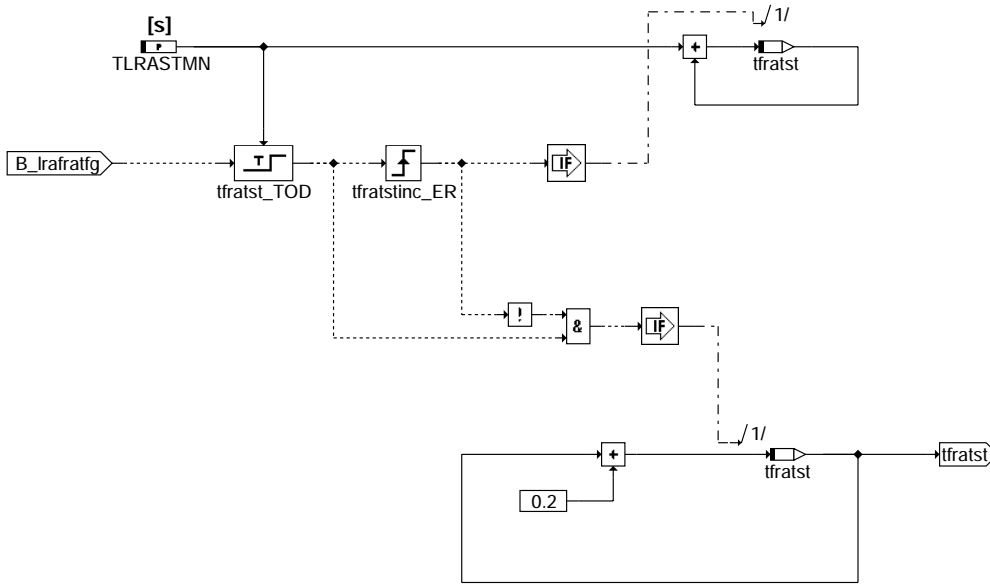 /1/
[s]
P
TLRASTMN
+
tfratst
B_lrafratfg
T
tfratst_TOD
tfratstinc_ER
IF
!
&
IF
/1/
+
tfratst
tfratst
0.2